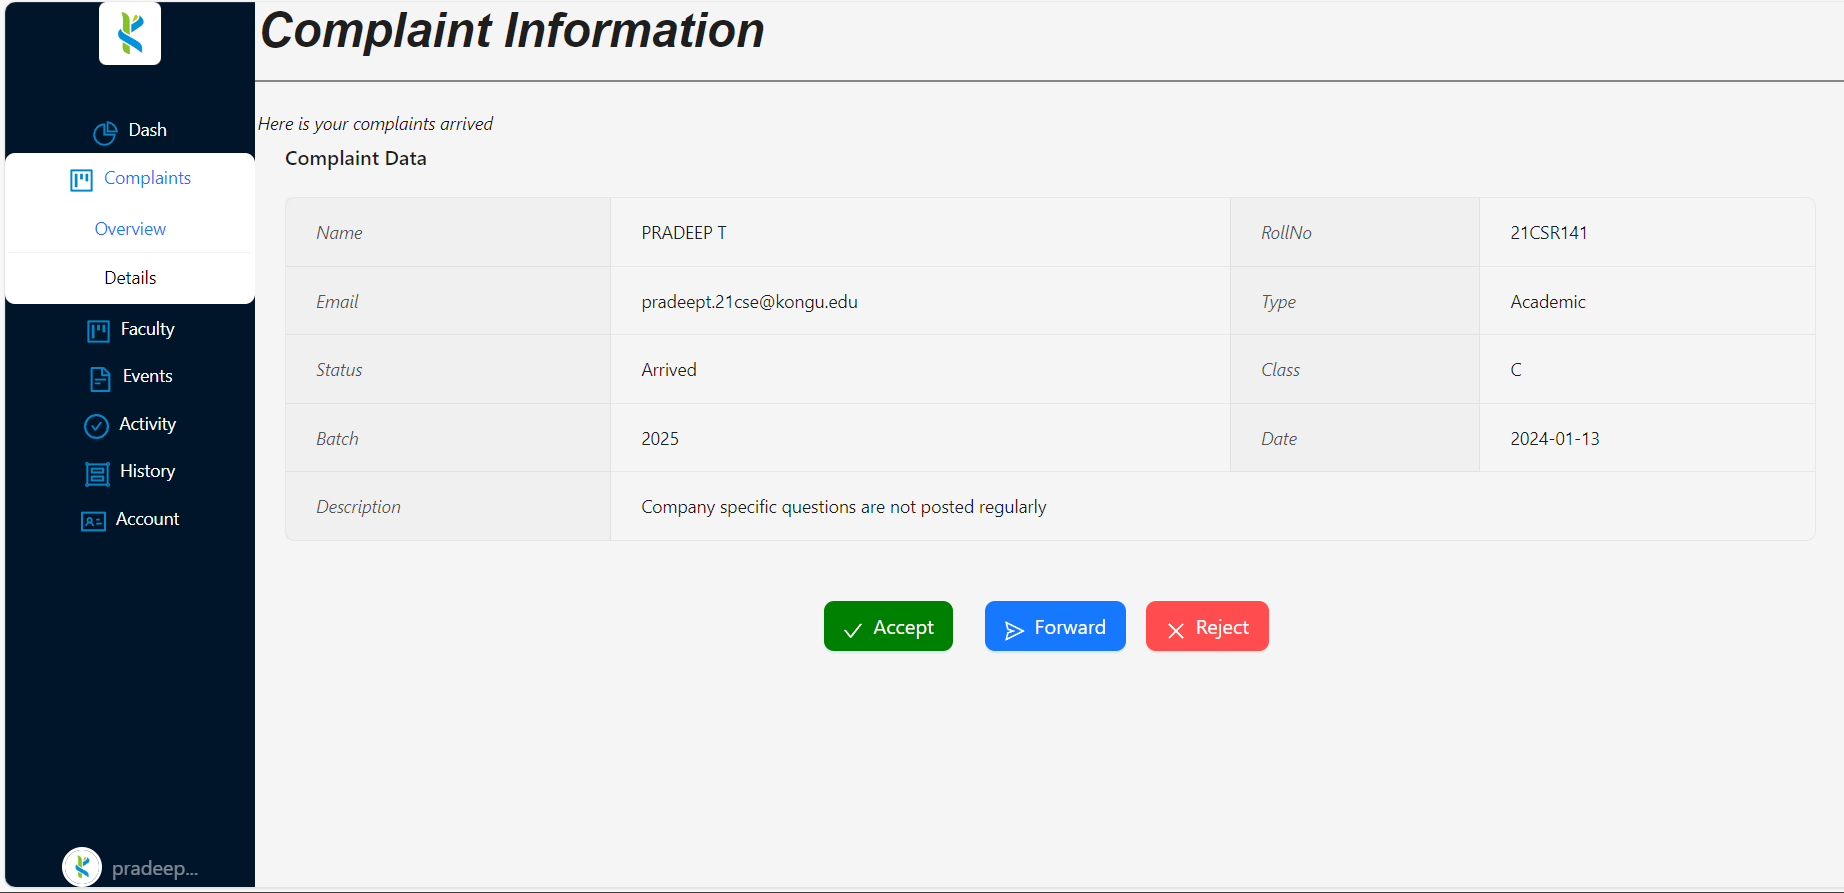 Complaint Information
Dash
Complaints
Overview
Details
Faculty
Events
Activity
History
Account
pradeep...
Here is your complaints arrived
Complaint Data
Name PRADEEP T RollNo 21CSR141
Email pradeept.21cse@kongu.edu Type Academic
Status Arrived Class C
Batch 2025 Date 2024-01-13
Description Company specific questions are not posted regularly
Accept Forward Reject